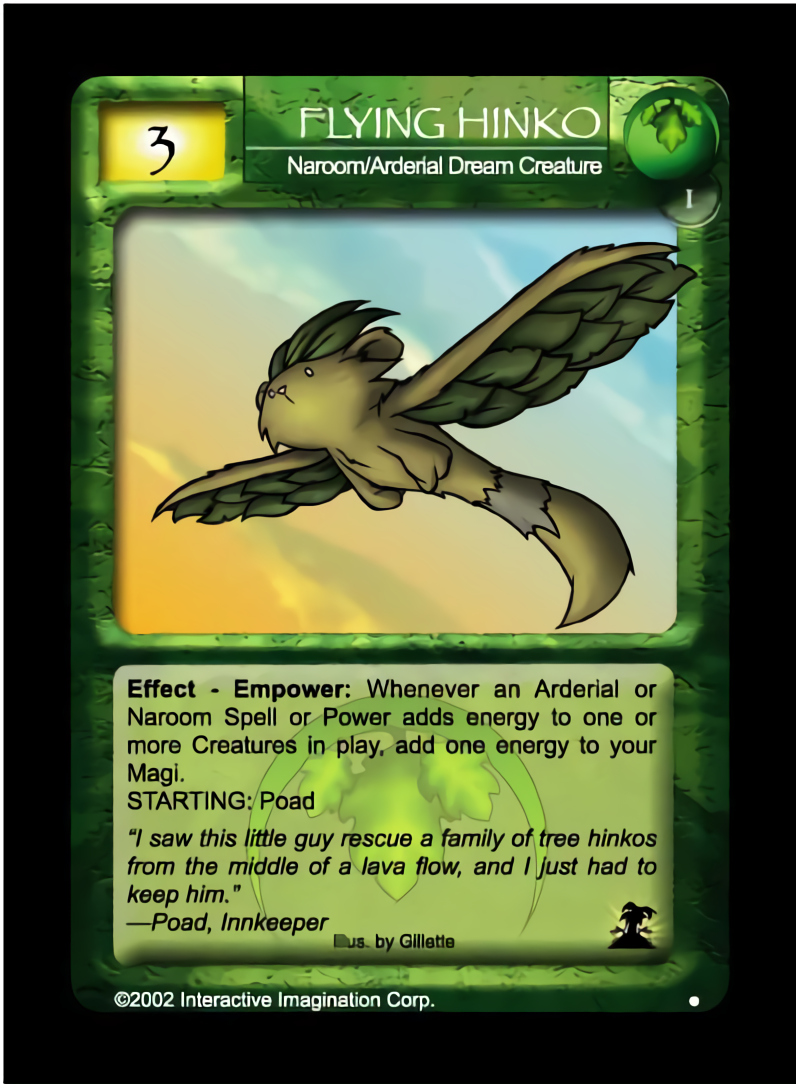 3
FLYING HINKO
Naroom/Arderial Dream Creature
I
Effect - Empower: Whenever an Arderial or
Naroom Spell or Power adds energy to one or
more Creatures in play, add one energy to your
Magi.
STARTING: Poad
"I saw this little guy rescue a family of tree hinkos
from the middle of a lava flow, and I just had to
keep him."
—Poad, Innkeeper
Illus. by Gillette
©2002 Interactive Imagination Corp.